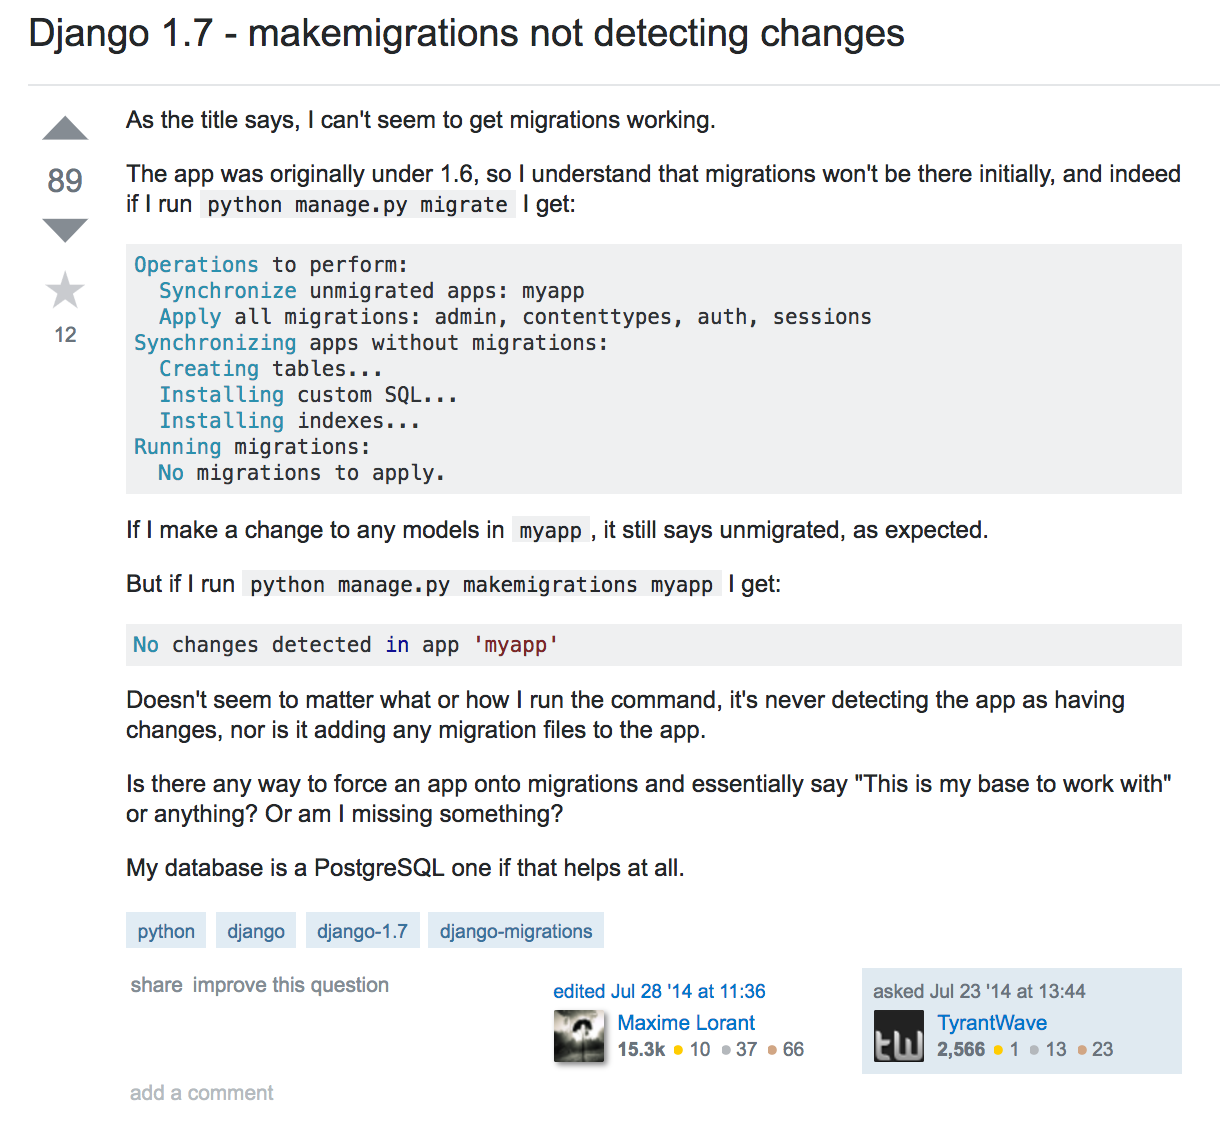 Django 1.7 - makemigrations not detecting changes
As the title says, I can't seem to get migrations working.
89
The app was originally under 1.6, so I understand that migrations won't be there initially, and indeed
if I run python manage.py migrate I get:
Operations to perform:
  Synchronize unmigrated apps: myapp
  Apply all migrations: admin, contenttypes, auth, sessions
12
Synchronizing apps without migrations:
  Creating tables...
  Installing custom SQL...
  Installing indexes...
Running migrations:
  No migrations to apply.
If I make a change to any models in myapp , it still says unmigrated, as expected.
But if I run python manage.py makemigrations myapp I get:
No changes detected in app 'myapp'
Doesn't seem to matter what or how I run the command, it's never detecting the app as having
changes, nor is it adding any migration files to the app.
Is there any way to force an app onto migrations and essentially say "This is my base to work with"
or anything? Or am I missing something?
My database is a PostgreSQL one if that helps at all.
python django django-1.7 django-migrations
share improve this question
edited Jul 28 '14 at 11:36
Maxime Lorant
15.3k 10 37 66
asked Jul 23 '14 at 13:44
tw
TyrantWave
2,566 1 13 23
add a comment